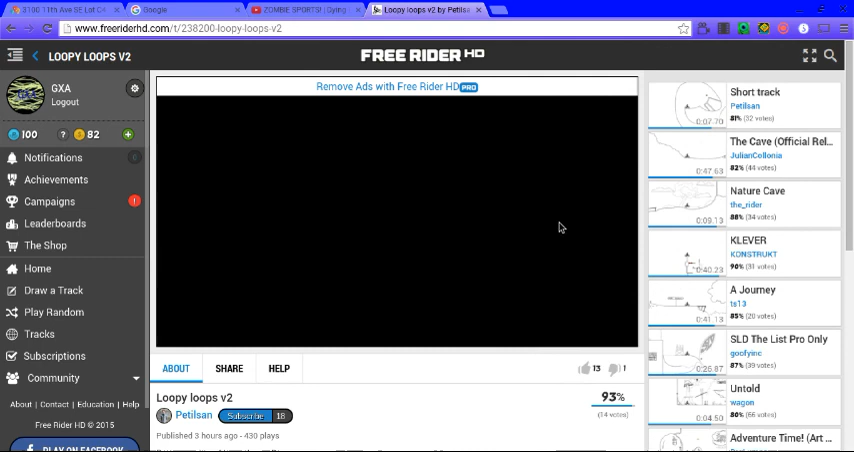 3100 11th Ave SE Lot C4
Google
ZOMBIE SPORTS! | Gying
Loopy loops v2 by Petilsa
www.freeriderhd.com/t/238200-loopy-loops-v2
LOOPY LOOPS V2
FREE RIDER HD
GXA
Logout
100 ? 82
Notifications 0
Achievements
Campaigns !
Leaderboards
The Shop
Home
Draw a Track
Play Random
Tracks
Subscriptions
Community
About | Contact | Education | Help
Free Rider HD © 2015
f PLAY ON FACEBOOK
Remove Ads with Free Rider HD PRO
ABOUT SHARE HELP
13 1
Loopy loops v2
Petilsan Subscribe 18
93%
(14 votes)
Published 3 hours ago - 430 plays
Short track
Petilsan
0:07.70 81% (32 votes)
The Cave (Official Rel...
JulianCollonia
0:47.63 82% (44 votes)
Nature Cave
the_rider
0:09.13 88% (34 votes)
KLEVER
KONSTRUKT
0:40.23 90% (31 votes)
A Journey
ts13
0:41.13 85% (20 votes)
SLD The List Pro Only
goofyinc
0:26.87 87% (39 votes)
Untold
wagon
0:04.50 80% (66 votes)
Adventure Time! (Art ...